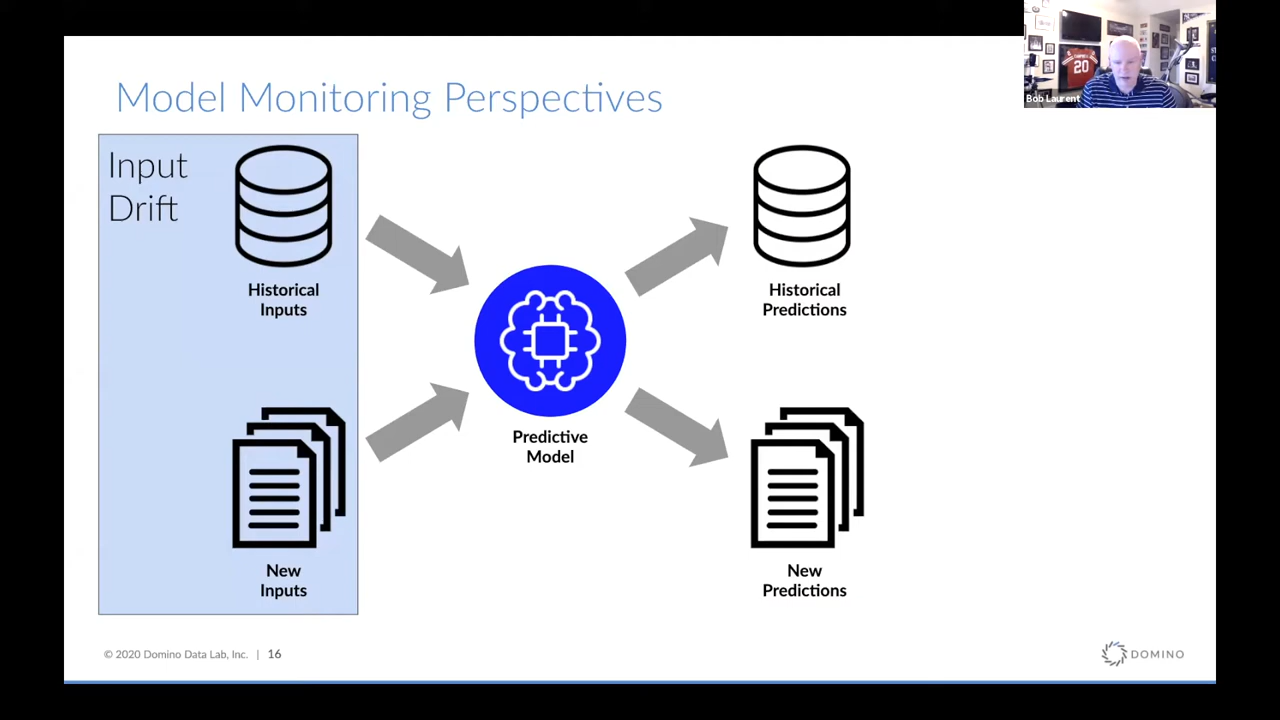 Model Monitoring Perspectives
Input
Drift
Historical
Inputs
New
Inputs
Predictive
Model
Historical
Predictions
New
Predictions
© 2020 Domino Data Lab, Inc. | 16
DOMINO
Bob Laurent
20